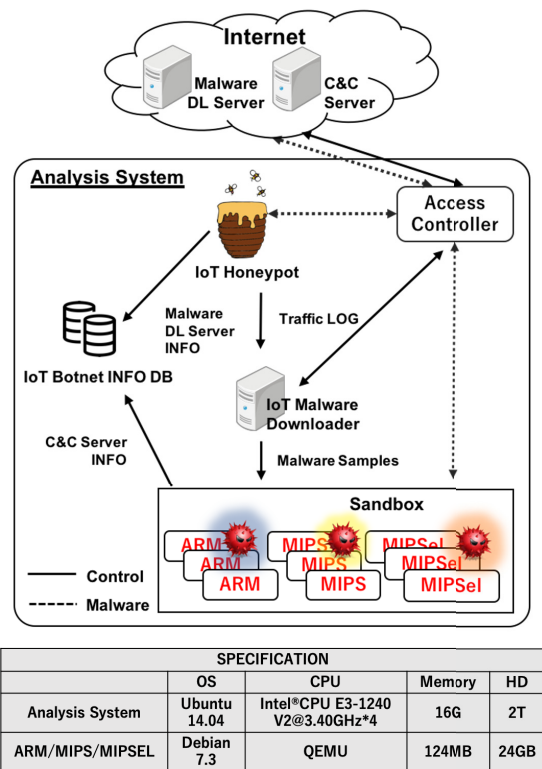 Internet
Malware
DL Server
C&C
Server
Analysis System
Access
Controller
IoT Honeypot
Malware
DL Server
INFO
Traffic LOG
IoT Botnet INFO DB
IoT Malware
Downloader
C&C Server
INFO
Malware Samples
Sandbox
ARM
ARM
ARM
MIPS
MIPS
MIPS
MIPSel
MIPSel
MIPSel
Control
Malware
SPECIFICATION
OS CPU Memory HD
Analysis System Ubuntu 14.04 Intel®CPU E3-1240 V2@3.40GHz*4 16G 2T
ARM/MIPS/MIPSEL Debian 7.3 QEMU 124MB 24GB